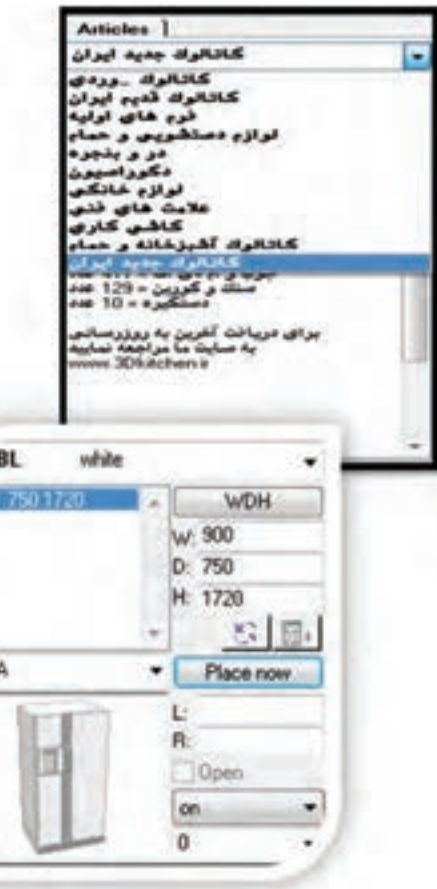 Articles
کاتالوگ جدید ایران
کاتالوگ ورودی
کاتالوگ قدیم ایران
فرم های اولیه
لوازم دستشویی و حمام
در و پنجره
دکوراسیون
لوازم خانگی
علامت های فنی
کاشی کاری
کاتالوگ آشپزخانه و حمام
کاتالوگ جدید ایران
سنگ و کورین = 129 عدد
دستگیره = 10 عدد
برای دریافت آخرین به روزرسانی
به سایت ما مراجعه نمایید
www.3Dkitchen.ir
BL white
750 1720
WDH
W: 900
D: 750
H: 1720
A
Place now
L:
R:
Open
on
0